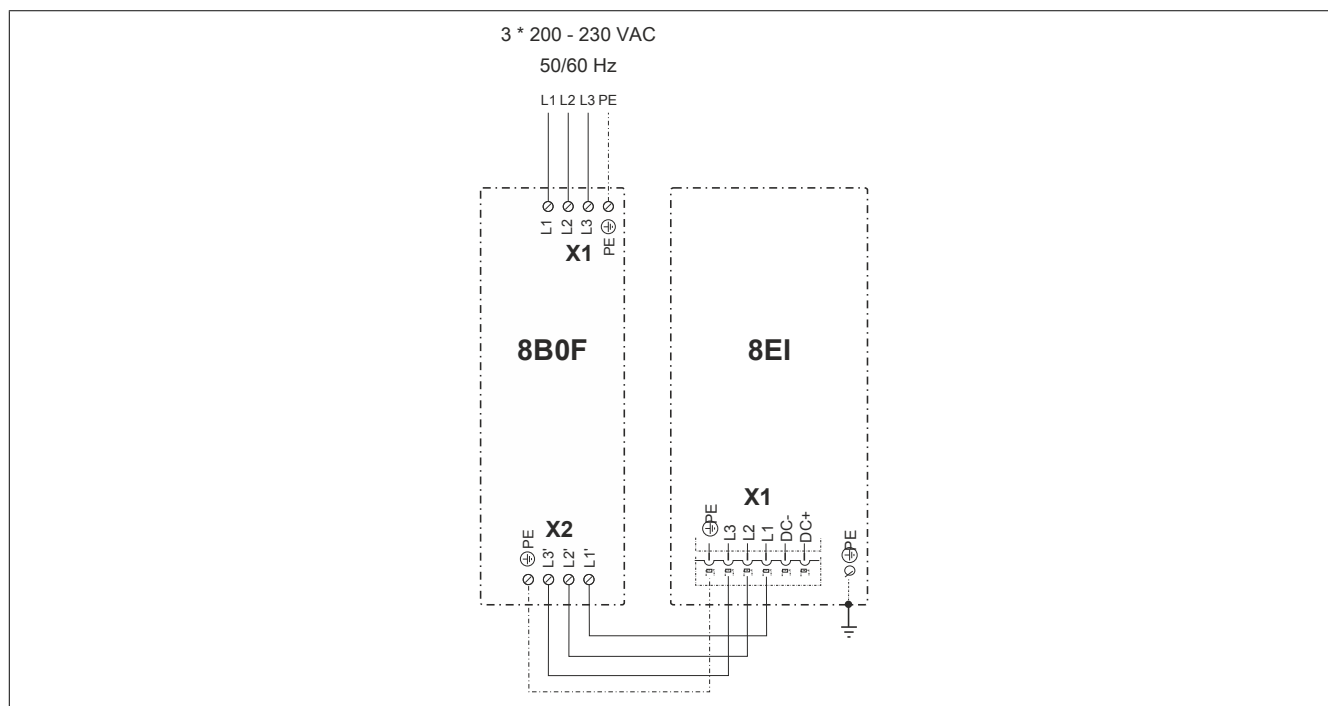 3 * 200 - 230 VAC
50/60 Hz
L1 L2 L3 PE
L1
L2
L3
PE
X1
8B0F
8EI
X2
PE
L3'
L2'
L1'
X1
PE
L3
L2
L1
DC-
DC+
PE